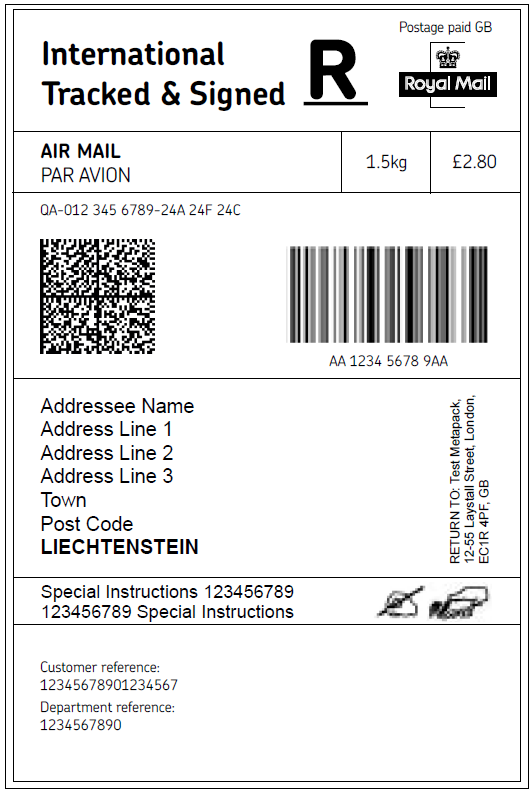 International
Tracked & Signed
R
Postage paid GB
Royal Mail
AIR MAIL
PAR AVION
1.5kg
£2.80
QA-012 345 6789-24A 24F 24C
AA 1234 5678 9AA
Addressee Name
Address Line 1
Address Line 2
Address Line 3
Town
Post Code
LIECHTENSTEIN
RETURN TO: Test Metapack,
12-55 Laystall Street, London,
EC1R 4PF, GB
Special Instructions 123456789
123456789 Special Instructions
Customer reference:
12345678901234567
Department reference:
1234567890